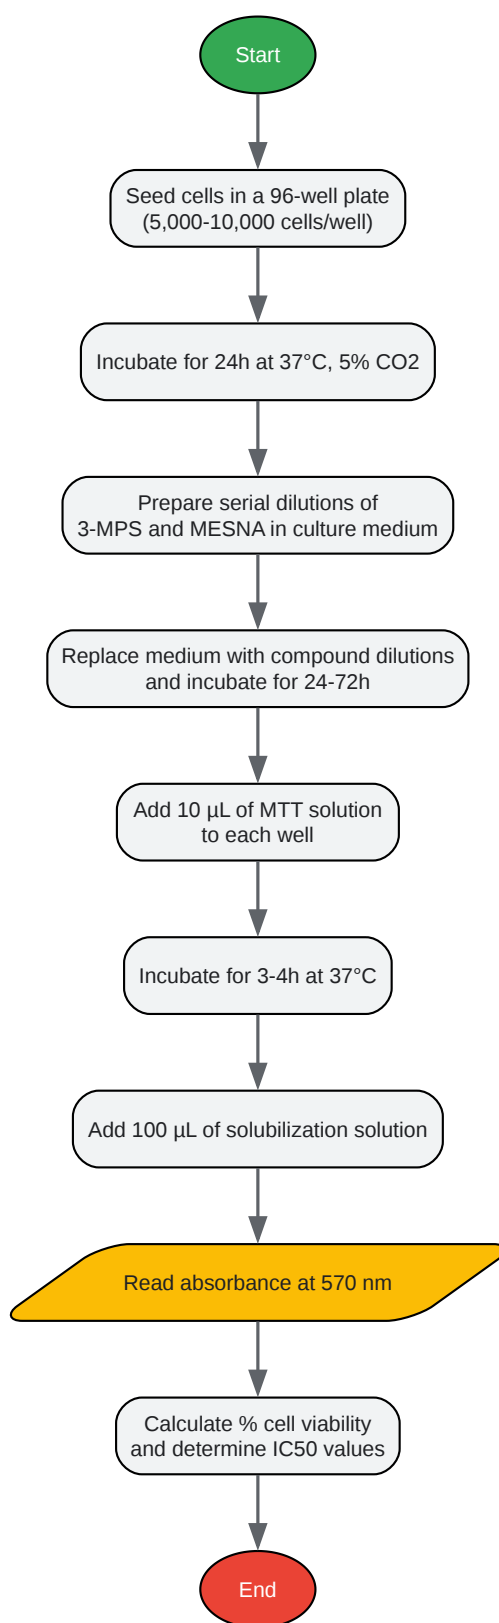 Start
Seed cells in a 96-well plate
(5,000-10,000 cells/well)
Incubate for 24h at 37°C, 5% CO2
Prepare serial dilutions of
3-MPS and MESNA in culture medium
Replace medium with compound dilutions
and incubate for 24-72h
Add 10 µL of MTT solution
to each well
Incubate for 3-4h at 37°C
Add 100 µL of solubilization solution
Read absorbance at 570 nm
Calculate % cell viability
and determine IC50 values
End